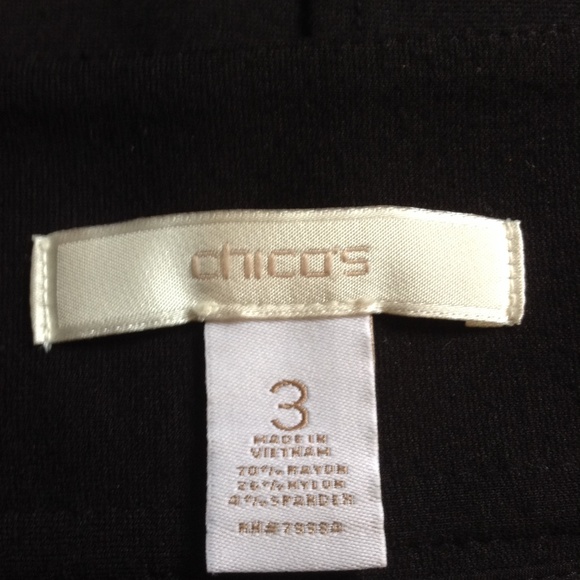 chico's
3
MADE IN
VIETNAM
70% RAYON
26% NYLON
4% SPANDEX